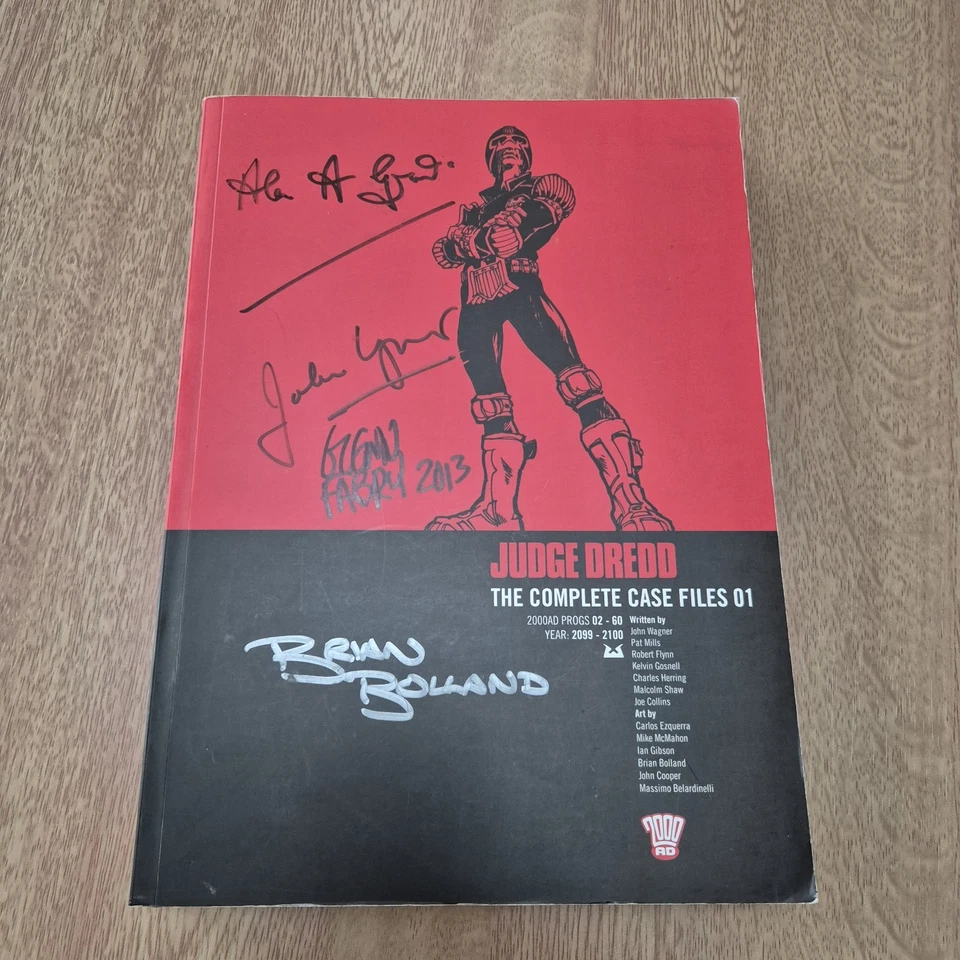 Alan A Grant
John Wagner
GLENN
FABRY 2013
JUDGE DREDD
THE COMPLETE CASE FILES 01
2000AD PROGS 02 - 60
YEAR: 2099 - 2100
Written by
John Wagner
Pat Mills
Robert Flynn
Kelvin Gosnell
Charles Herring
Malcolm Shaw
Joe Collins
Art by
Carlos Ezquerra
Mike McMahon
Ian Gibson
Brian Bolland
John Cooper
Massimo Belardinelli
BRIAN
BOLLAND
2000
AD